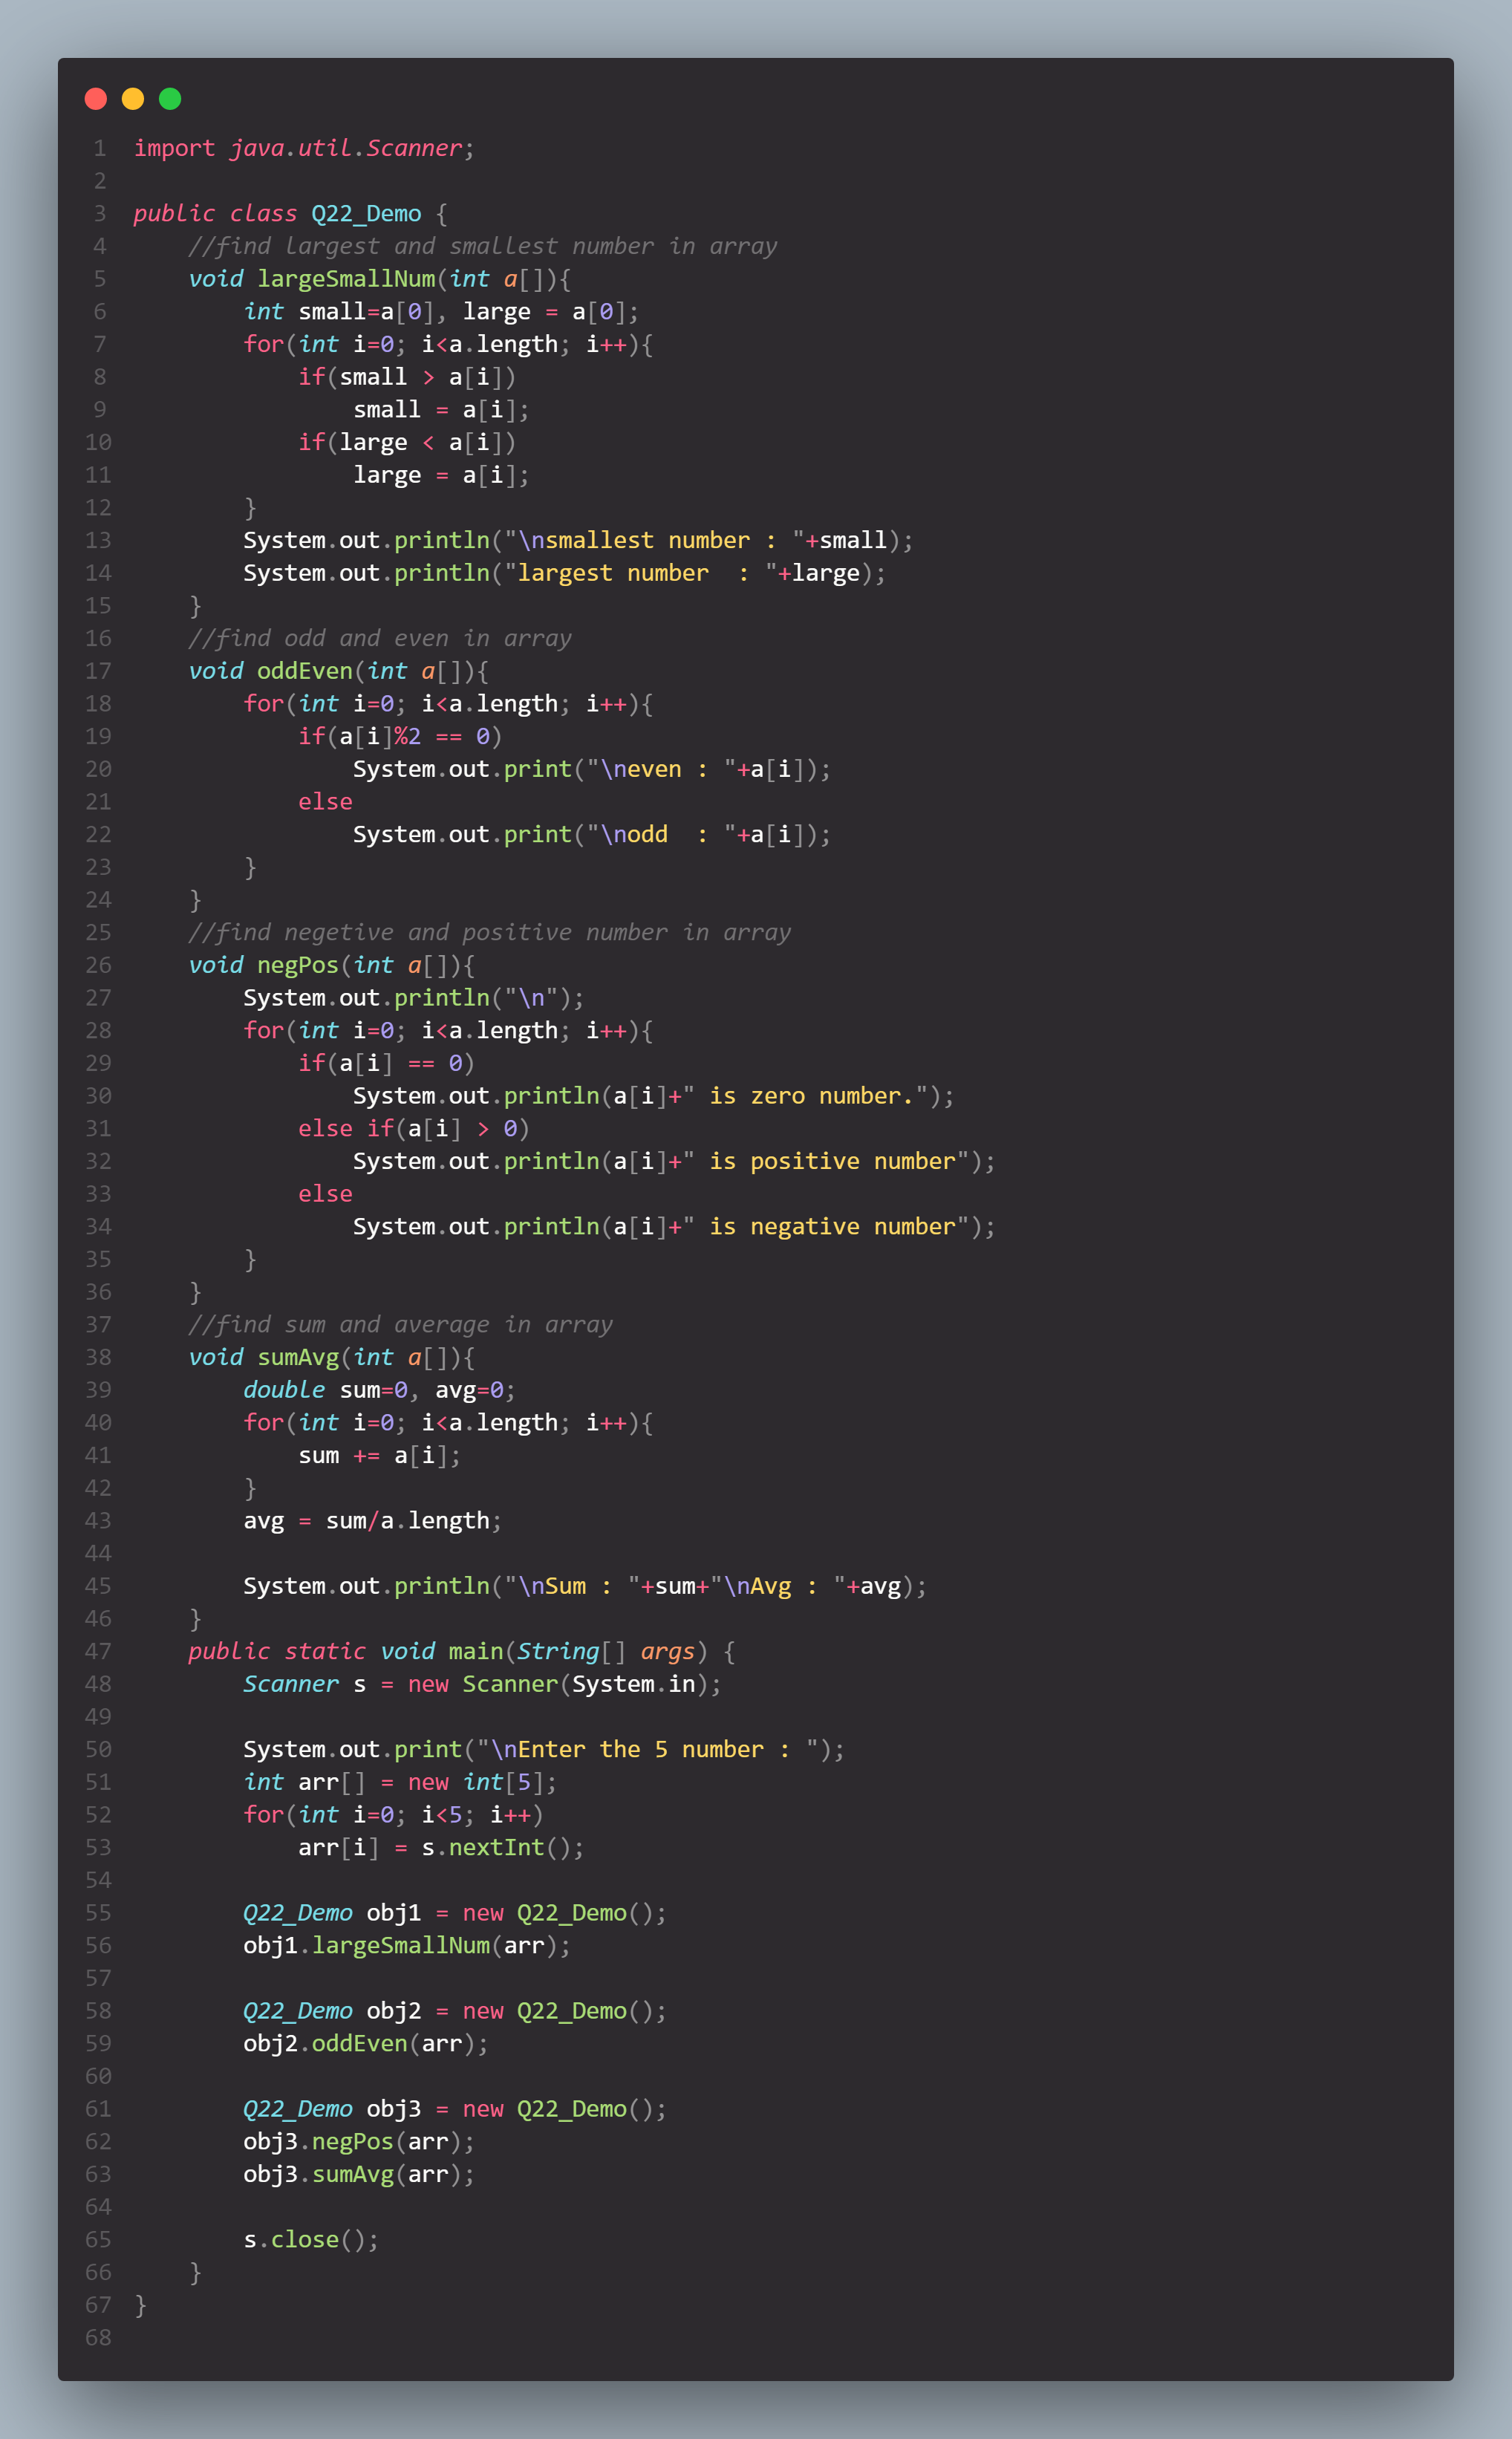 1 import java.util.Scanner;
2
3 public class Q22_Demo {
4     //find largest and smallest number in array
5     void largeSmallNum(int a[]){
6         int small=a[0], large = a[0];
7         for(int i=0; i<a.length; i++){
8             if(small > a[i])
9                 small = a[i];
10             if(large < a[i])
11                 large = a[i];
12         }
13         System.out.println("\nsmallest number : "+small);
14         System.out.println("largest number  : "+large);
15     }
16     //find odd and even in array
17     void oddEven(int a[]){
18         for(int i=0; i<a.length; i++){
19             if(a[i]%2 == 0)
20                 System.out.print("\neven : "+a[i]);
21             else
22                 System.out.print("\nodd  : "+a[i]);
23         }
24     }
25     //find negetive and positive number in array
26     void negPos(int a[]){
27         System.out.println("\n");
28         for(int i=0; i<a.length; i++){
29             if(a[i] == 0)
30                 System.out.println(a[i]+" is zero number.");
31             else if(a[i] > 0)
32                 System.out.println(a[i]+" is positive number");
33             else
34                 System.out.println(a[i]+" is negative number");
35         }
36     }
37     //find sum and average in array
38     void sumAvg(int a[]){
39         double sum=0, avg=0;
40         for(int i=0; i<a.length; i++){
41             sum += a[i];
42         }
43         avg = sum/a.length;
44
45         System.out.println("\nSum : "+sum+"\nAvg : "+avg);
46     }
47     public static void main(String[] args) {
48         Scanner s = new Scanner(System.in);
49
50         System.out.print("\nEnter the 5 number : ");
51         int arr[] = new int[5];
52         for(int i=0; i<5; i++)
53             arr[i] = s.nextInt();
54
55         Q22_Demo obj1 = new Q22_Demo();
56         obj1.largeSmallNum(arr);
57
58         Q22_Demo obj2 = new Q22_Demo();
59         obj2.oddEven(arr);
60
61         Q22_Demo obj3 = new Q22_Demo();
62         obj3.negPos(arr);
63         obj3.sumAvg(arr);
64
65         s.close();
66     }
67 }
68